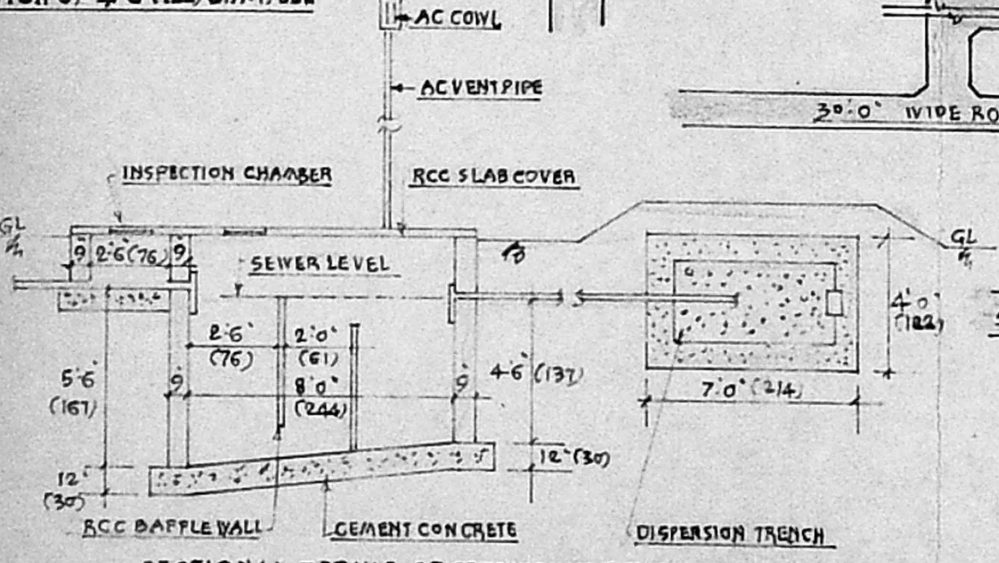 AC COWL
AC VENT PIPE
30'-0" WIDE RO
INSPECTION CHAMBER
RCC SLAB COVER
GL
9" 2'-6"(76) 9"
SEWER LEVEL
GL
2'-6"
(76)
2'-0"
(61)
4'-0"
(122)
5'-6"
(167)
9"
8'-0"
(244)
9"
4'-6" (137)
7'-0" (214)
12"
(30)
12" (30)
RCC BAFFLE WALL
CEMENT CONCRETE
DISPERSION TRENCH